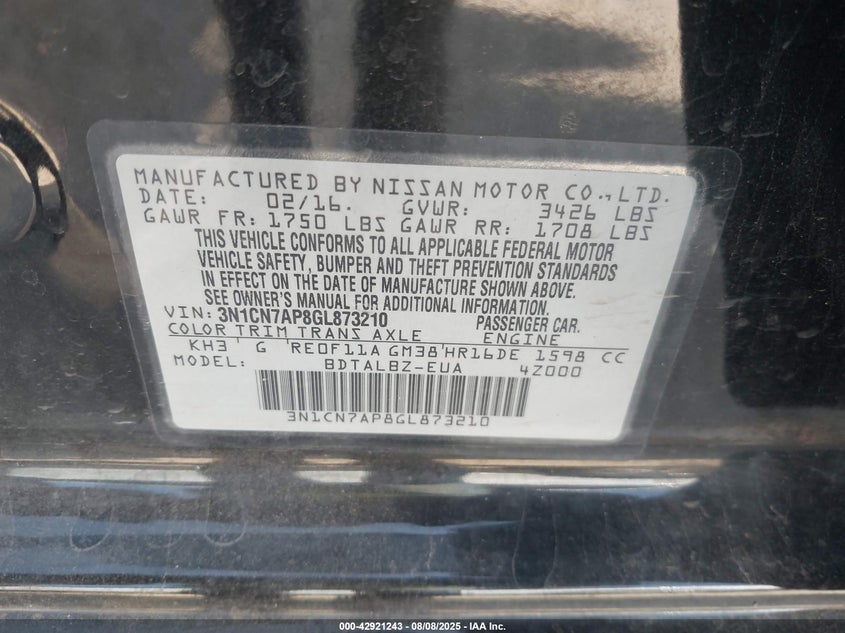 MANUFACTURED BY NISSAN MOTOR CO., LTD.
DATE: 02/16. GVWR: 3426 LBS
GAWR FR: 1750 LBS GAWR RR: 1708 LBS
THIS VEHICLE CONFORMS TO ALL APPLICABLE FEDERAL MOTOR
VEHICLE SAFETY, BUMPER AND THEFT PREVENTION STANDARDS
IN EFFECT ON THE DATE OF MANUFACTURE SHOWN ABOVE.
SEE OWNER'S MANUAL FOR ADDITIONAL INFORMATION.
VIN: 3N1CN7AP8GL873210 PASSENGER CAR.
COLOR TRIM TRANS AXLE ENGINE
KH3 G RE0F11A GM38 HR16DE 1598 CC
MODEL: BDTALBZ-EUA 4Z000
3N1CN7AP8GL873210
000-42921243 - 08/08/2025 - IAA Inc.